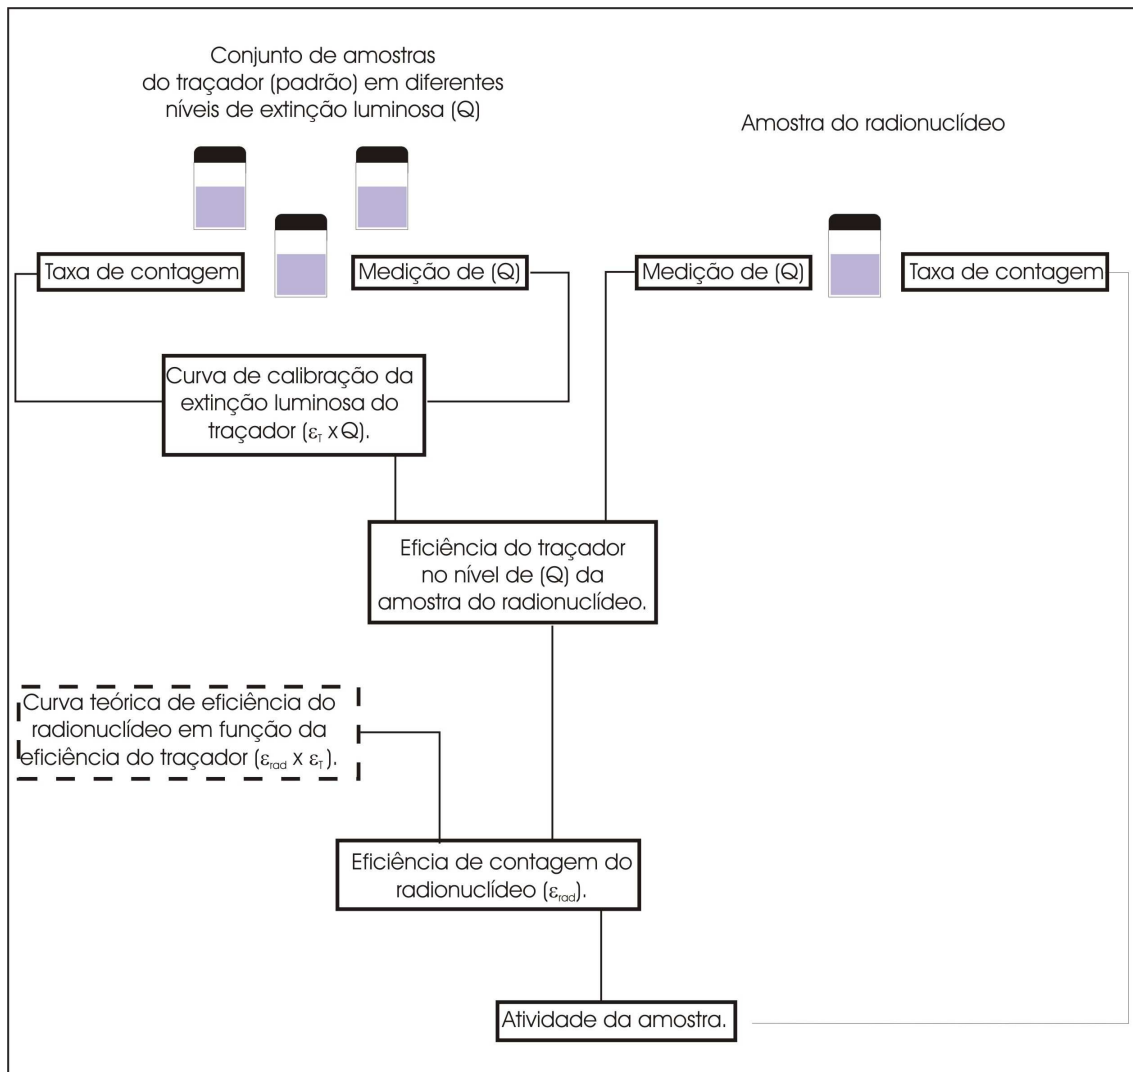 Conjunto de amostras
do traçador (padrão) em diferentes
níveis de extinção luminosa (Q)
Amostra do radionuclídeo
Taxa de contagem
Medição de (Q)
Medição de (Q)
Taxa de contagem
Curva de calibração da
extinção luminosa do
traçador (εT x Q).
Eficiência do traçador
no nível de (Q) da
amostra do radionuclídeo.
Curva teórica de eficiência do
radionuclídeo em função da
eficiência do traçador (εrad x εT).
Eficiência de contagem do
radionuclídeo (εrad).
Atividade da amostra.